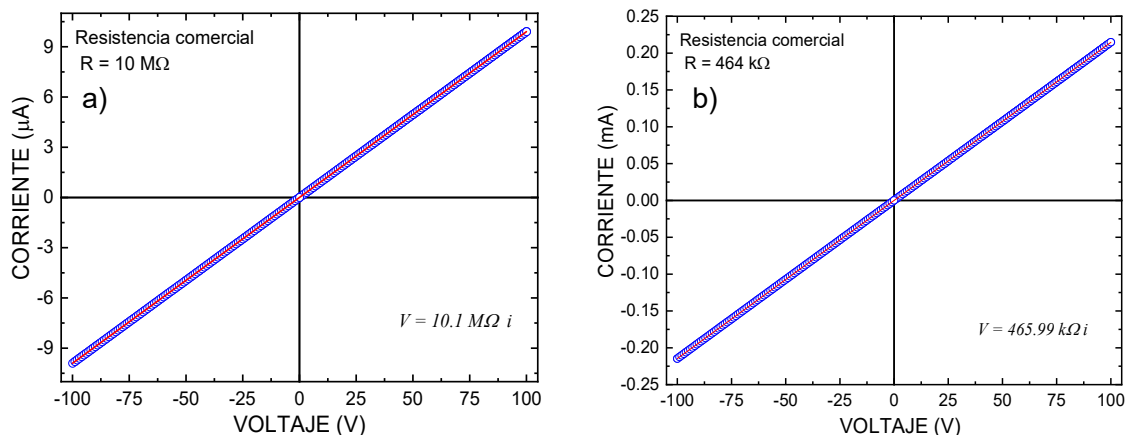 Resistencia comercial
R = 10 MΩ
a)
CORRIENTE (μA)
9
6
3
0
-3
-6
-9
V = 10.1 MΩ i
-100 -75 -50 -25 0 25 50 75 100
VOLTAJE (V)
Resistencia comercial
R = 464 kΩ
b)
CORRIENTE (mA)
0.25
0.20
0.15
0.10
0.05
0.00
-0.05
-0.10
-0.15
-0.20
-0.25
V = 465.99 kΩ i
-100 -75 -50 -25 0 25 50 75 100
VOLTAJE (V)